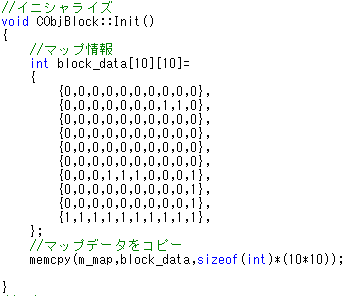 //イニシャライズ
void CObjBlock::Init()
{
//マップ情報
int block_data[10][10]=
{
{0,0,0,0,0,0,0,0,0,0},
{0,0,0,0,0,0,0,1,1,0},
{0,0,0,0,0,0,0,0,0,0},
{0,0,0,0,0,0,0,0,0,0},
{0,0,0,0,0,0,0,0,0,0},
{0,0,0,0,0,0,0,0,0,0},
{0,0,0,1,1,1,0,0,0,1},
{0,0,0,0,0,0,0,0,0,1},
{0,0,0,0,0,0,0,0,0,1},
{1,1,1,1,1,1,1,1,1,1},
};
//マップデータをコピー
memcpy(m_map,block_data,sizeof(int)*(10*10));
}